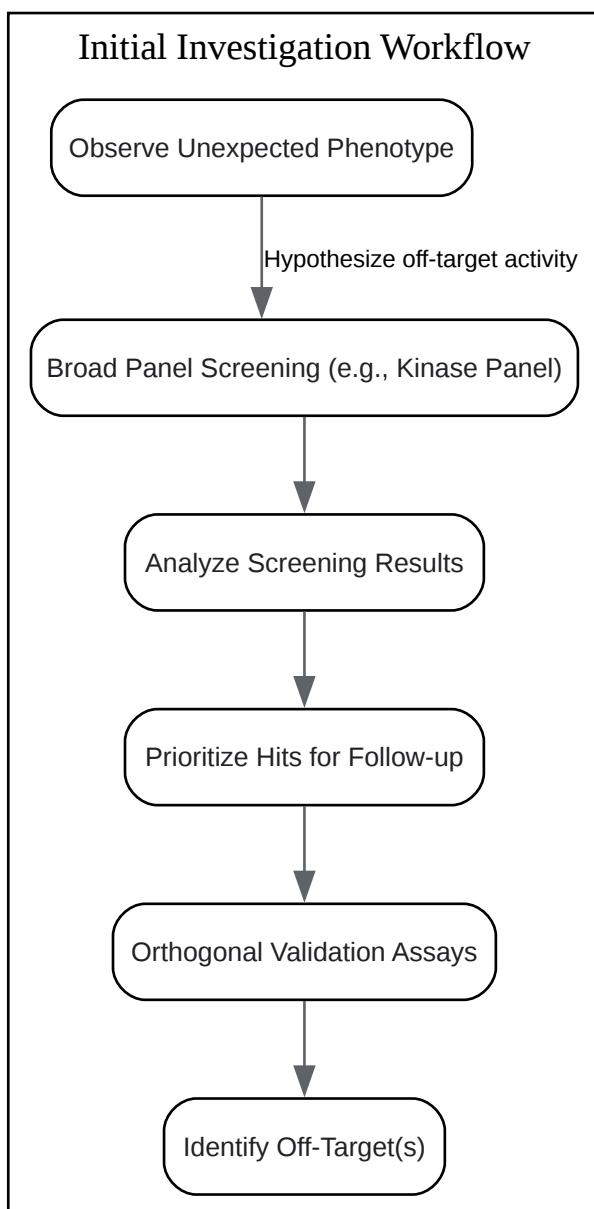 Initial Investigation Workflow
Observe Unexpected Phenotype
Hypothesize off-target activity
Broad Panel Screening (e.g., Kinase Panel)
Analyze Screening Results
Prioritize Hits for Follow-up
Orthogonal Validation Assays
Identify Off-Target(s)